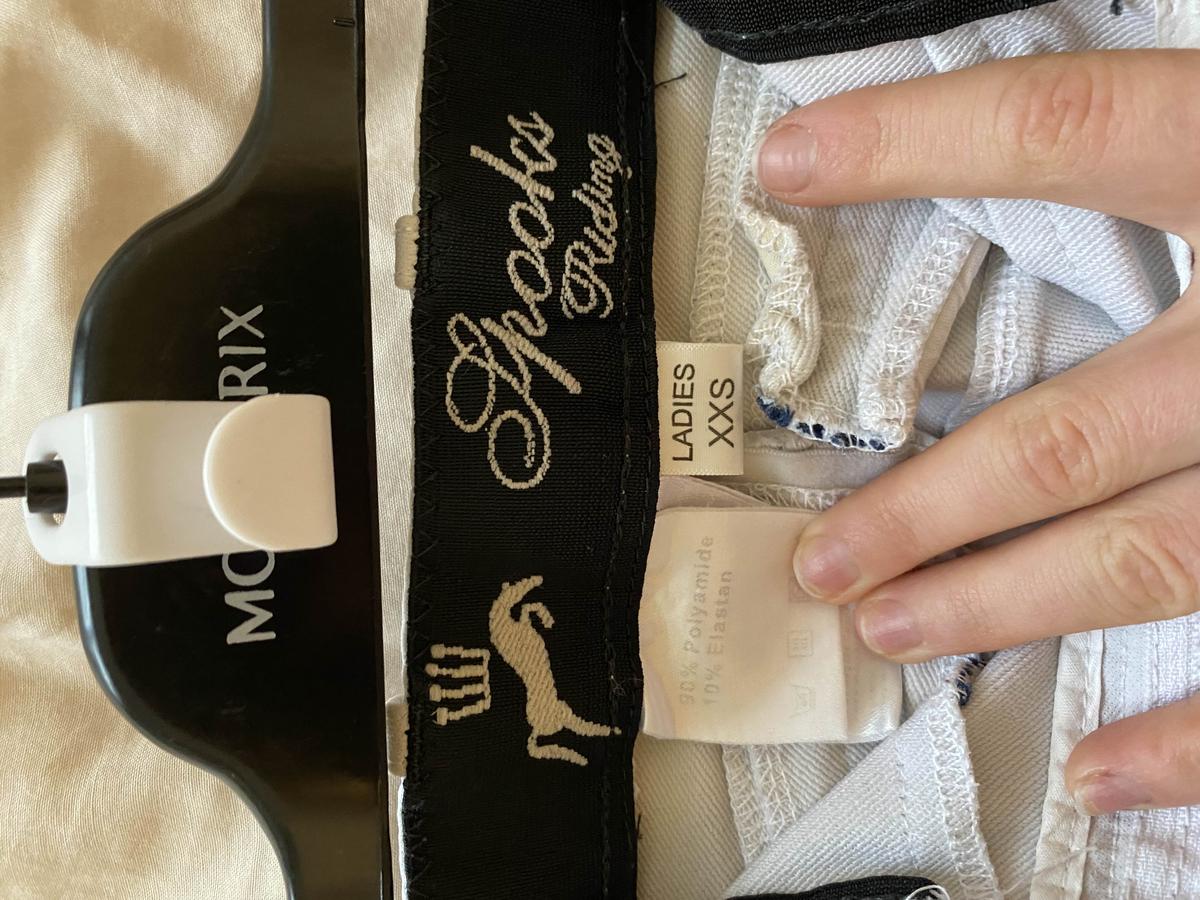 Spooks
Riding
LADIES
XXS
90% Polyamide
10% Elastan